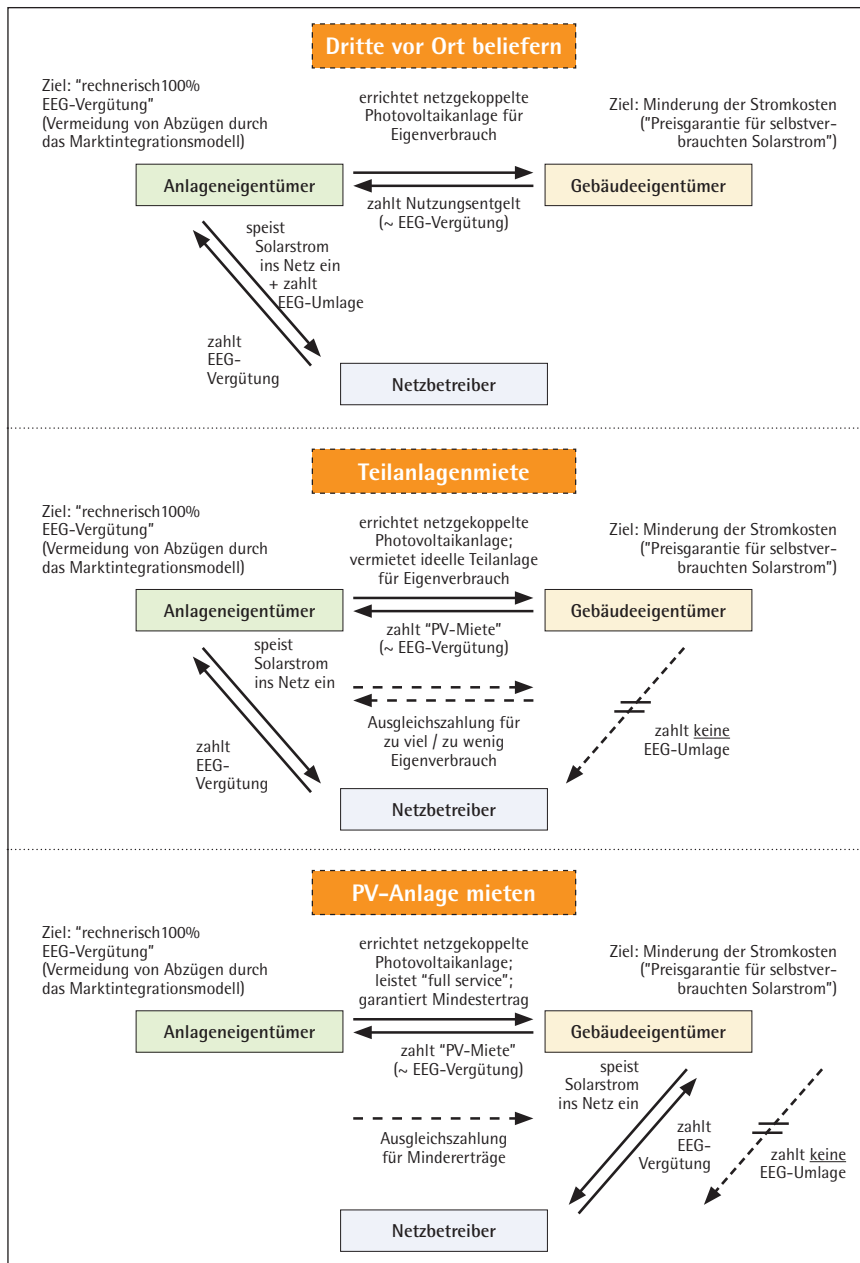 Dritte vor Ort beliefern
Ziel: "rechnerisch100%
EEG-Vergütung"
(Vermeidung von Abzügen durch
das Marktintegrationsmodell)
errichtet netzgekoppelte
Photovoltaikanlage für
Eigenverbrauch
Ziel: Minderung der Stromkosten
("Preisgarantie für selbstver-
brauchten Solarstrom")
Anlageneigentümer
Gebäudeeigentümer
zahlt Nutzungsentgelt
(~ EEG-Vergütung)
speist
Solarstrom
ins Netz ein
+ zahlt
EEG-Umlage
zahlt
EEG-
Vergütung
Netzbetreiber
Teilanlagenmiete
Ziel: "rechnerisch100%
EEG-Vergütung"
(Vermeidung von Abzügen durch
das Marktintegrationsmodell)
errichtet netzgekoppelte
Photovoltaikanlage;
vermietet ideelle Teilanlage
für Eigenverbrauch
Ziel: Minderung der Stromkosten
("Preisgarantie für selbstver-
brauchten Solarstrom")
Anlageneigentümer
Gebäudeeigentümer
zahlt "PV-Miete"
(~ EEG-Vergütung)
speist
Solarstrom
ins Netz ein
Ausgleichszahlung für
zu viel / zu wenig
Eigenverbrauch
zahlt
EEG-
Vergütung
zahlt keine
EEG-Umlage
Netzbetreiber
PV-Anlage mieten
Ziel: "rechnerisch100%
EEG-Vergütung"
(Vermeidung von Abzügen durch
das Marktintegrationsmodell)
errichtet netzgekoppelte
Photovoltaikanlage;
leistet "full service";
garantiert Mindestertrag
Ziel: Minderung der Stromkosten
("Preisgarantie für selbstver-
brauchten Solarstrom")
Anlageneigentümer
Gebäudeeigentümer
zahlt "PV-Miete"
(~ EEG-Vergütung)
speist
Solarstrom
ins Netz ein
Ausgleichszahlung
für Mindererträge
zahlt
EEG-
Vergütung
zahlt keine
EEG-Umlage
Netzbetreiber